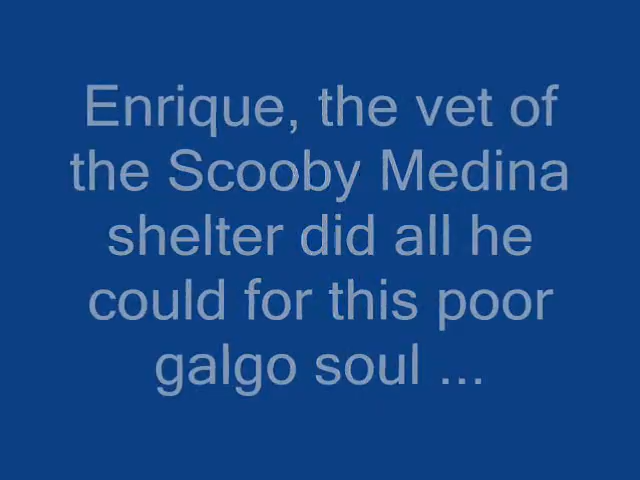 Enrique, the vet of
the Scooby Medina
shelter did all he
could for this poor
galgo soul ...